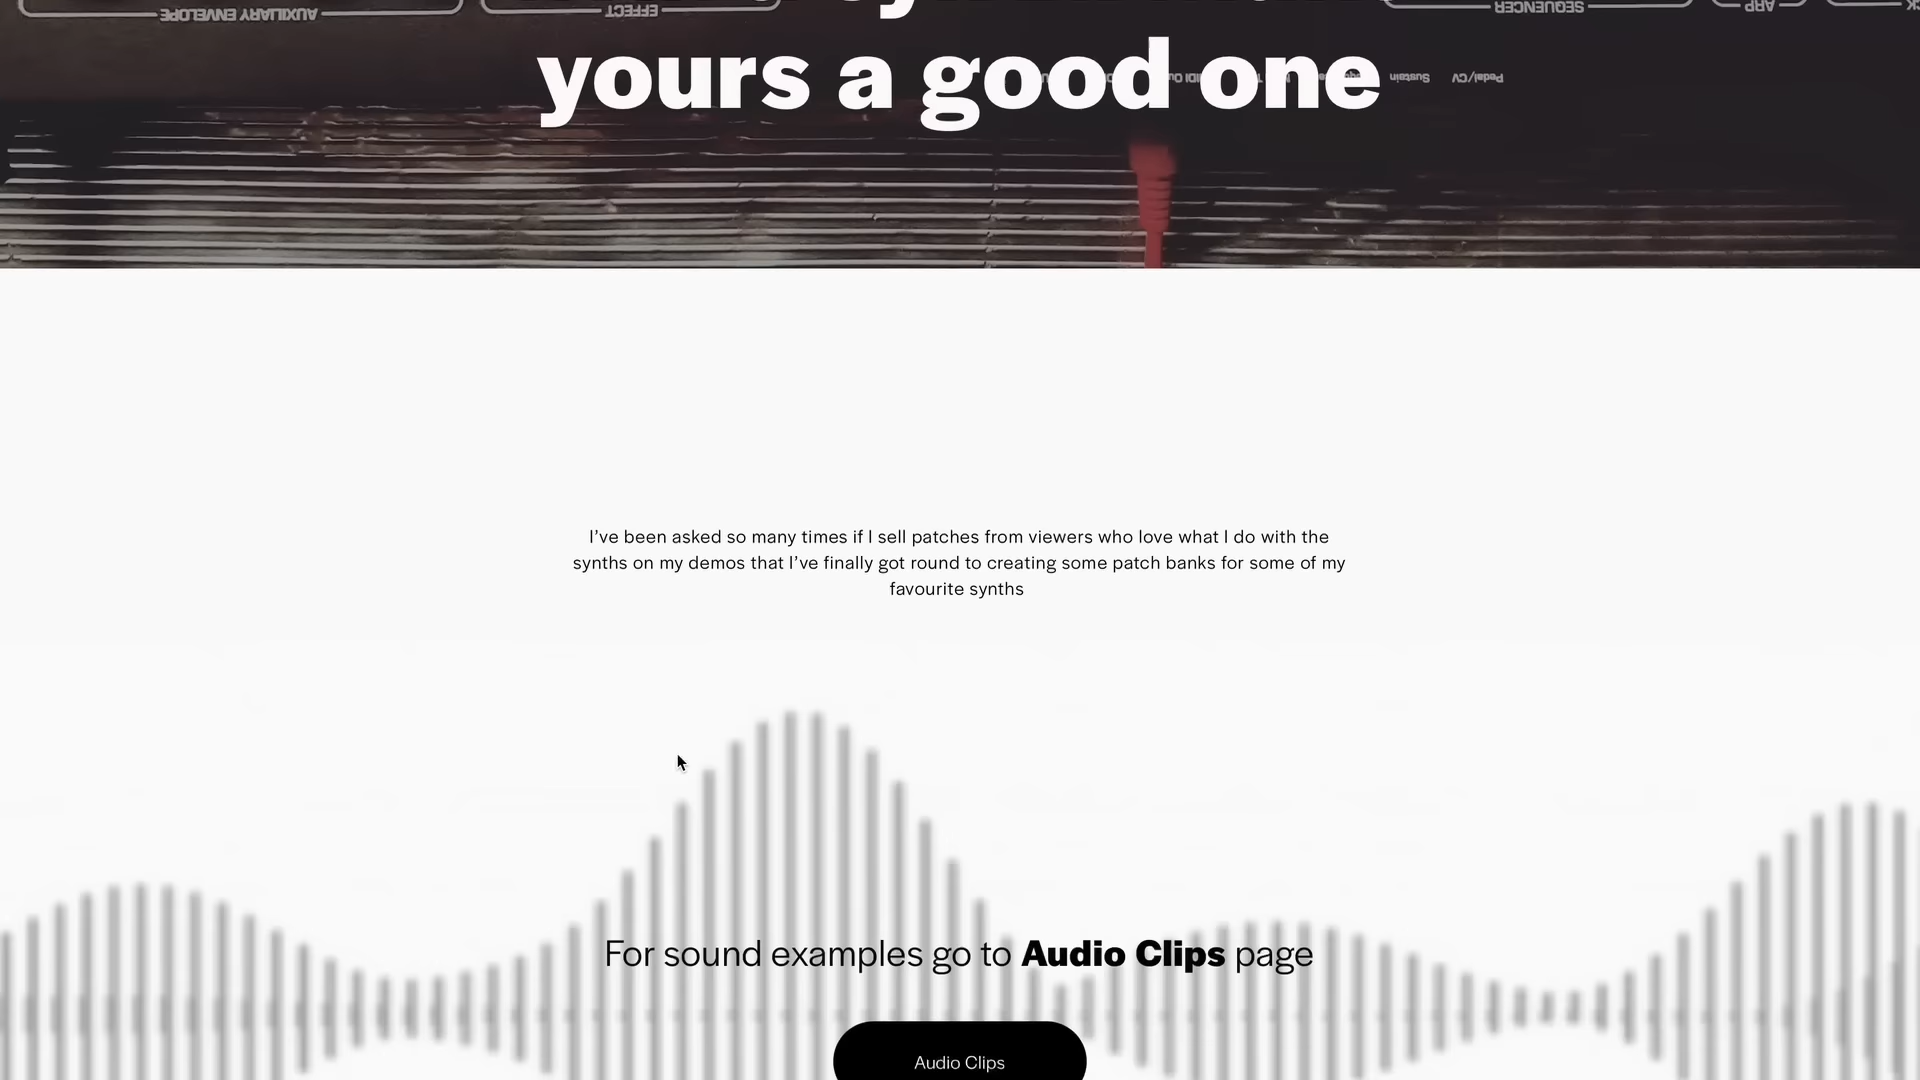 AUXILIARY ENVELOPE
EFFECT
SEQUENCER
ARP
yours a good one
Sustain
Pedal/CV
I’ve been asked so many times if I sell patches from viewers who love what I do with the
synths on my demos that I’ve finally got round to creating some patch banks for some of my
favourite synths
For sound examples go to Audio Clips page
Audio Clips